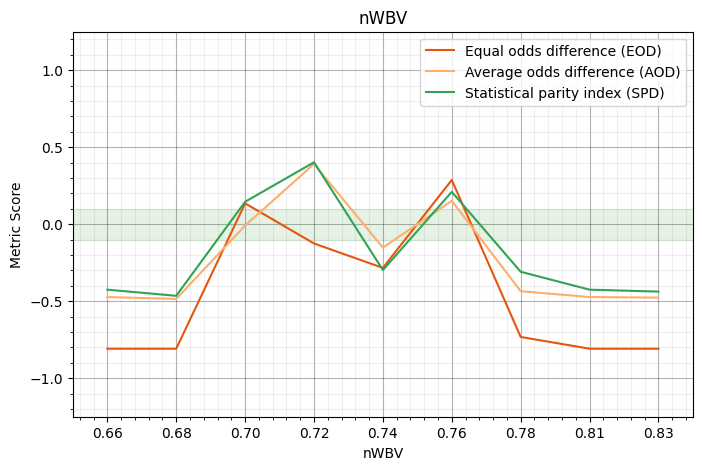 nWBV
Equal odds difference (EOD)
Average odds difference (AOD)
Statistical parity index (SPD)
1.0
0.5
0.0
−0.5
−1.0
Metric Score
0.66 0.68 0.70 0.72 0.74 0.76 0.78 0.81 0.83
nWBV